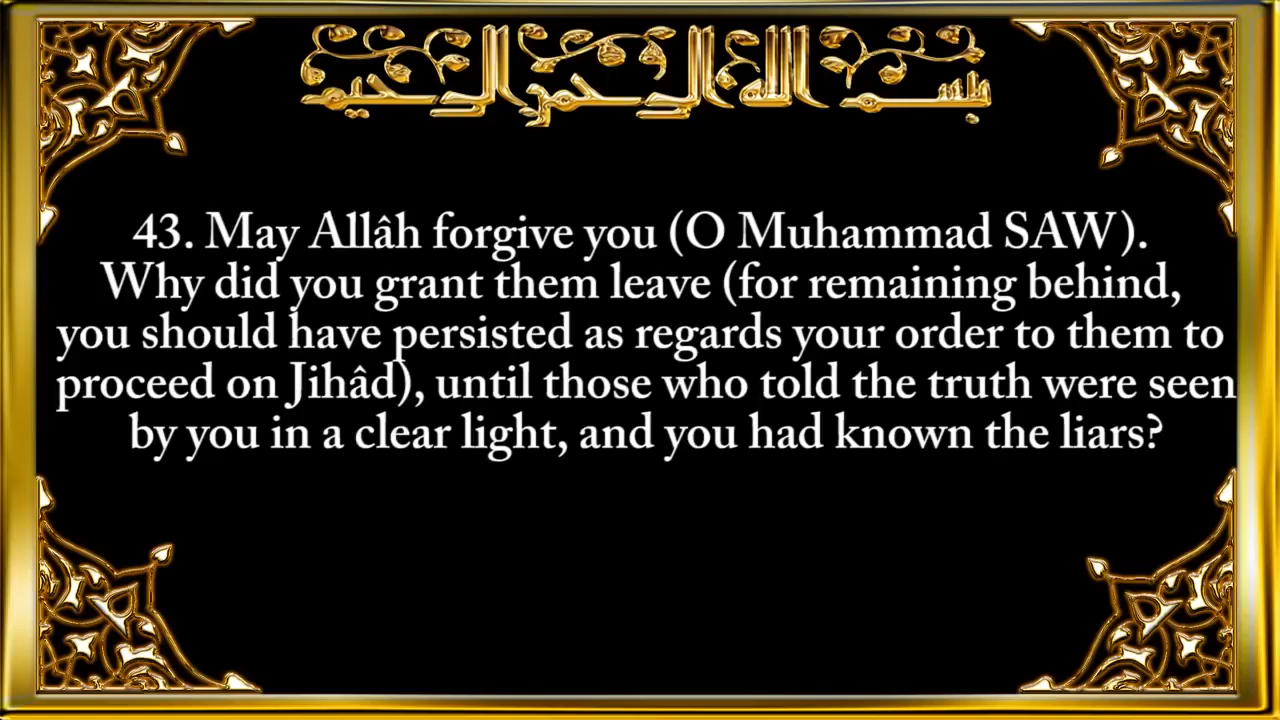 بسم الله الرحمن الرحيم
43. May Allâh forgive you (O Muhammad SAW).
Why did you grant them leave (for remaining behind,
you should have persisted as regards your order to them to
proceed on Jihâd), until those who told the truth were seen
by you in a clear light, and you had known the liars?